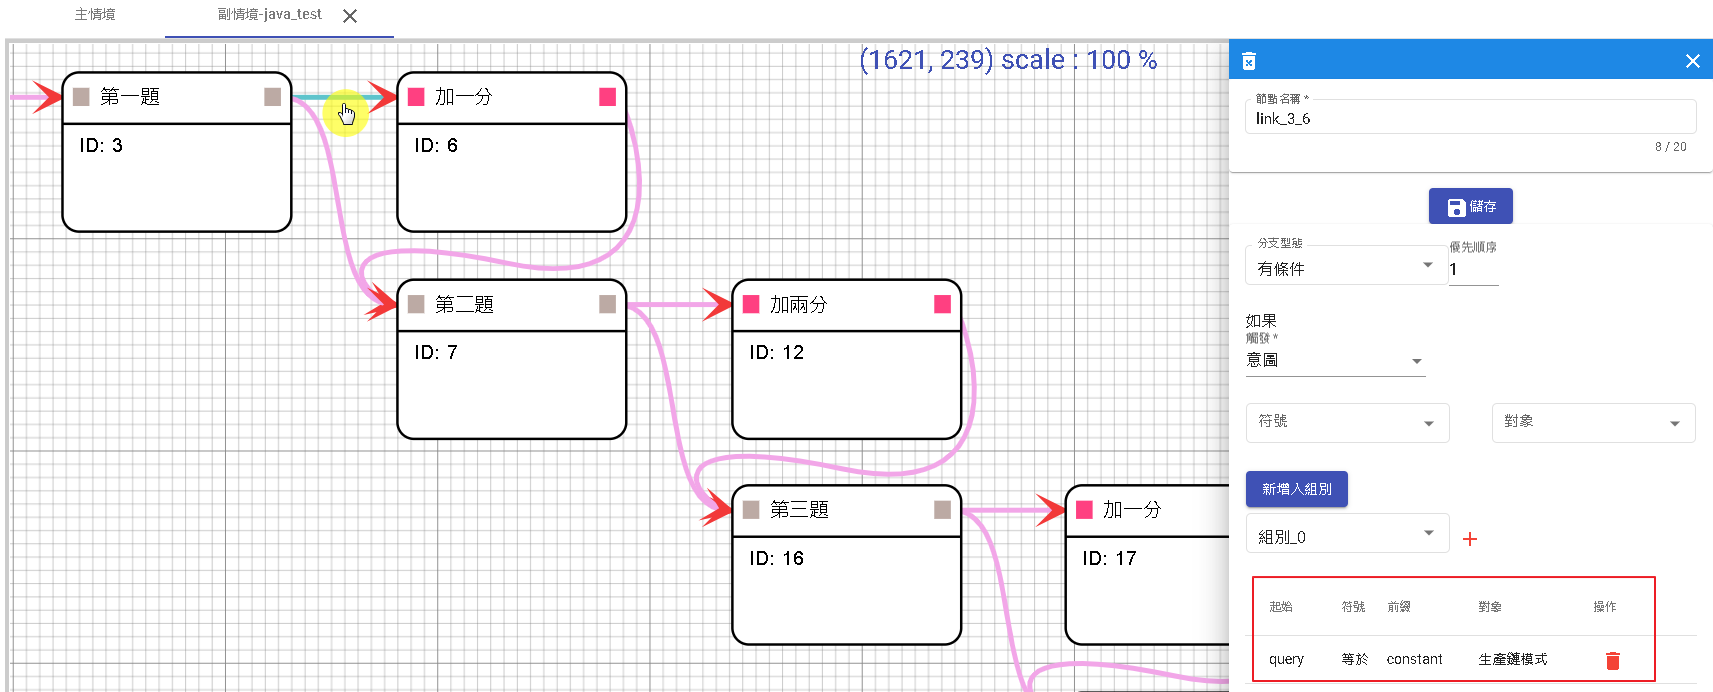 主情境
副情境-java_test
(1621, 239) scale : 100 %
第一題
ID: 3
加一分
ID: 6
第二題
ID: 7
加兩分
ID: 12
第三題
ID: 16
加一分
ID: 17
節點名稱 *
link_3_6
8 / 20
儲存
分支型態
有條件
優先順序
1
如果
觸發 *
意圖
符號
對象
新增入組別
組別_0
起始 符號 前綴 對象 操作
query 等於 constant 生產鏈模式